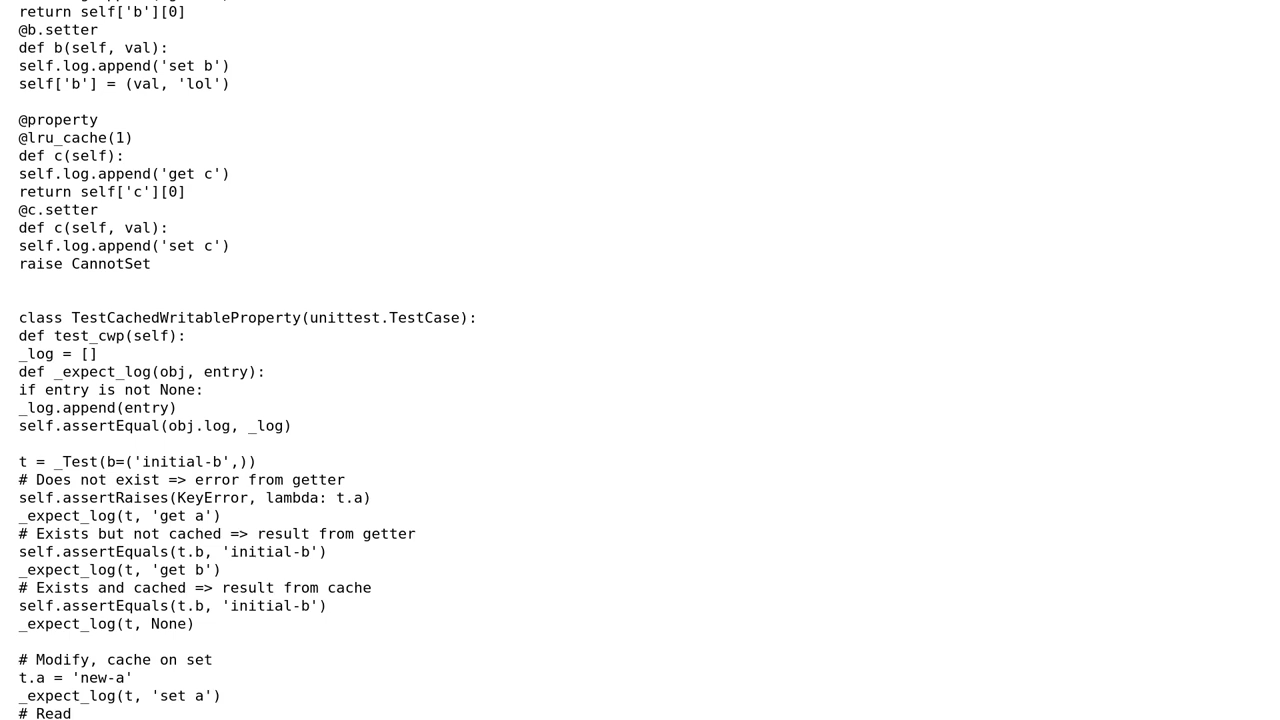 return self['b'][0]
@b.setter
def b(self, val):
self.log.append('set b')
self['b'] = (val, 'lol')

@property
@lru_cache(1)
def c(self):
self.log.append('get c')
return self['c'][0]
@c.setter
def c(self, val):
self.log.append('set c')
raise CannotSet


class TestCachedWritableProperty(unittest.TestCase):
def test_cwp(self):
_log = []
def _expect_log(obj, entry):
if entry is not None:
_log.append(entry)
self.assertEqual(obj.log, _log)

t = _Test(b=('initial-b',))
# Does not exist => error from getter
self.assertRaises(KeyError, lambda: t.a)
_expect_log(t, 'get a')
# Exists but not cached => result from getter
self.assertEquals(t.b, 'initial-b')
_expect_log(t, 'get b')
# Exists and cached => result from cache
self.assertEquals(t.b, 'initial-b')
_expect_log(t, None)

# Modify, cache on set
t.a = 'new-a'
_expect_log(t, 'set a')
# Read